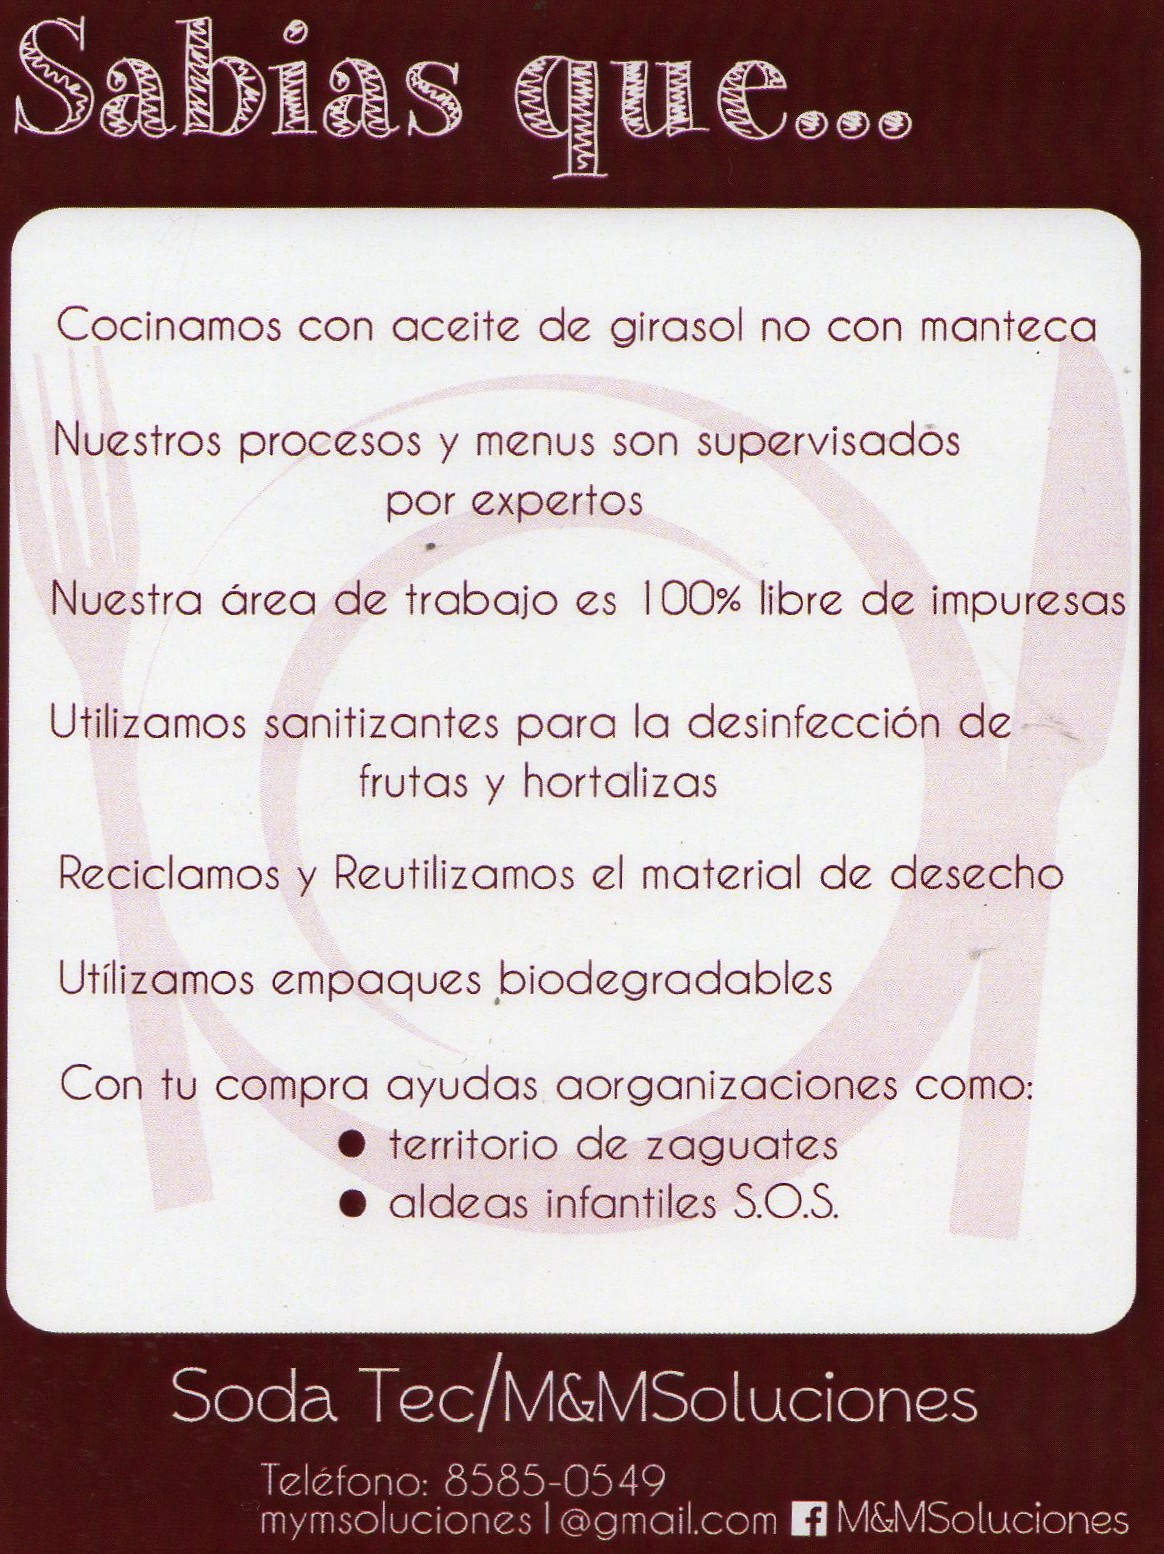 Sabias que...
Cocinamos con aceite de girasol no con manteca
Nuestros procesos y menus son supervisados
por expertos
Nuestra área de trabajo es 100% libre de impuresas
Utilizamos sanitizantes para la desinfección de
frutas y hortalizas
Reciclamos y Reutilizamos el material de desecho
Utílizamos empaques biodegradables
Con tu compra ayudas aorganizaciones como:
● territorio de zaguates
● aldeas infantiles S.O.S.
Soda Tec/M&MSoluciones
Teléfono: 8585-0549
mymsoluciones1@gmail.com f M&MSoluciones